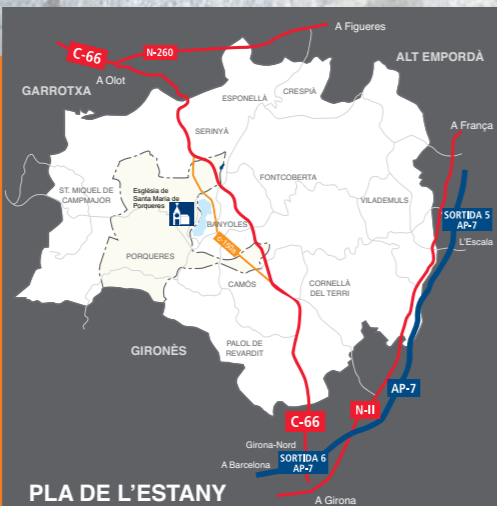 A Figueres
C-66
N-260
ALT EMPORDÀ
A Olot
GARROTXA
CRESPIÀ
ESPONELLÀ
A França
SERINYÀ
FONTCOBERTA
ST. MIQUEL DE
CAMPMAJOR
Església de
Santa Maria de
Porqueres
VILADEMULS
SORTIDA 5
AP-7
BANYOLES
L'Escala
PORQUERES
CAMÓS
CORNELLÀ
DEL TERRI
GIRONÈS
PALOL DE
REVARDIT
AP-7
N-II
C-66
Girona-Nord
SORTIDA 6
AP-7
A Barcelona
PLA DE L'ESTANY
A Girona